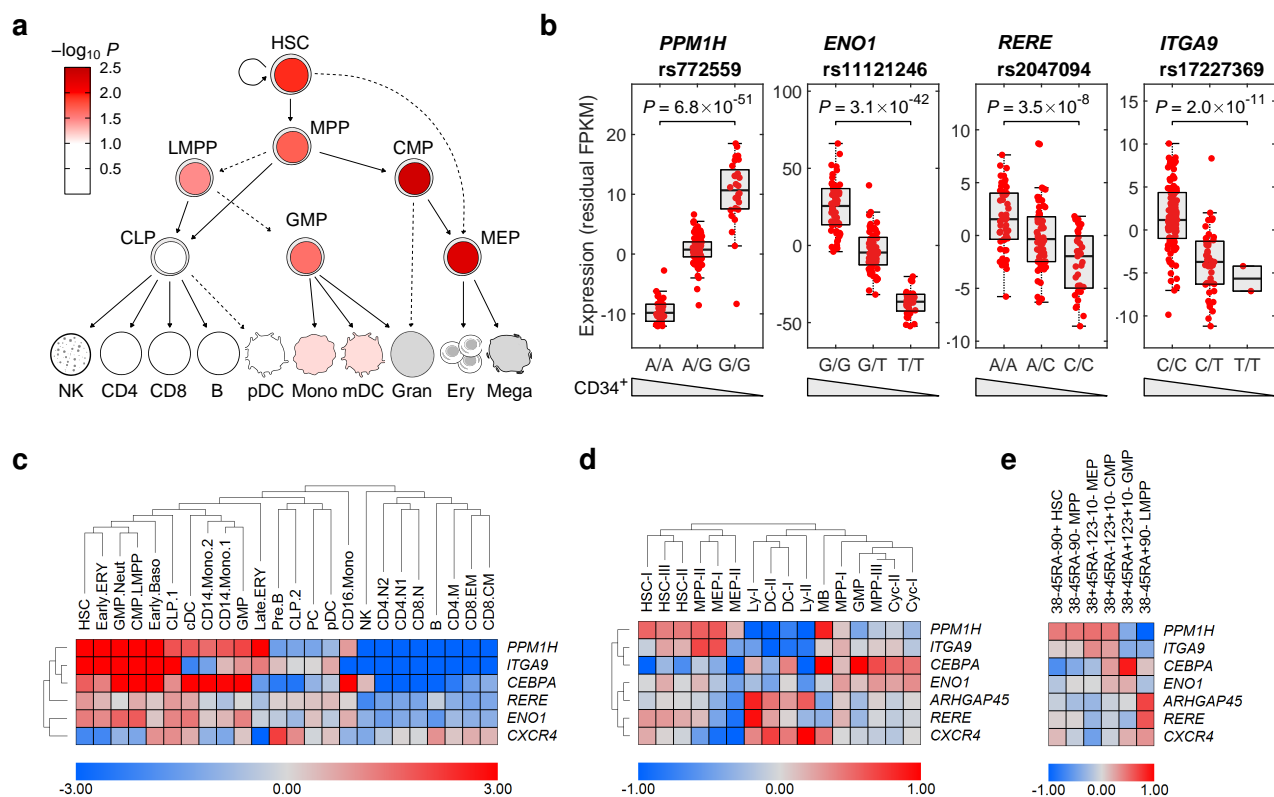 a
−log10 P
2.5
2.0
1.5
1.0
0.5
HSC
MPP
LMPP
CMP
GMP
CLP
MEP
NK CD4 CD8 B pDC Mono mDC Gran Ery Mega
b
PPM1H ENO1 RERE ITGA9
rs772559 rs11121246 rs2047094 rs17227369
P = 6.8×10-51 P = 3.1×10-42 P = 3.5×10-8 P = 2.0×10-11
Expression (residual FPKM)
20
10
0
-10
100
50
0
-50
10
5
0
-5
-10
15
10
5
0
-5
-10
A/A A/G G/G G/G G/T T/T A/A A/C C/C C/C C/T T/T
CD34+
c
HSC
Early.ERY
GMP.Neut
CMP.LMPP
Early.Baso
CLP.1
cDC
CD14.Mono.2
CD14.Mono.1
GMP
Late.ERY
Pre.B
CLP.2
PC
pDC
CD16.Mono
NK
CD4.N2
CD4.N1
CD8.N
B
CD4.M
CD8.EM
CD8.CM
PPM1H
ITGA9
CEBPA
RERE
ENO1
CXCR4
-3.00 0.00 3.00
d
HSC-I
HSC-III
HSC-II
MPP-II
MEP-I
MEP-II
Ly-I
DC-II
DC-I
Ly-II
MB
MPP-I
GMP
MPP-III
Cyc-II
Cyc-I
PPM1H
ITGA9
CEBPA
ENO1
ARHGAP45
RERE
CXCR4
-1.00 0.00 1.00
e
38-45RA-90+ HSC
38-45RA-90- MPP
38+45RA-123-10- MEP
38+45RA-123+10- CMP
38+45RA+123+10- GMP
38-45RA+90- LMPP
PPM1H
ITGA9
CEBPA
ENO1
ARHGAP45
RERE
CXCR4
-1.00 0.00 1.00